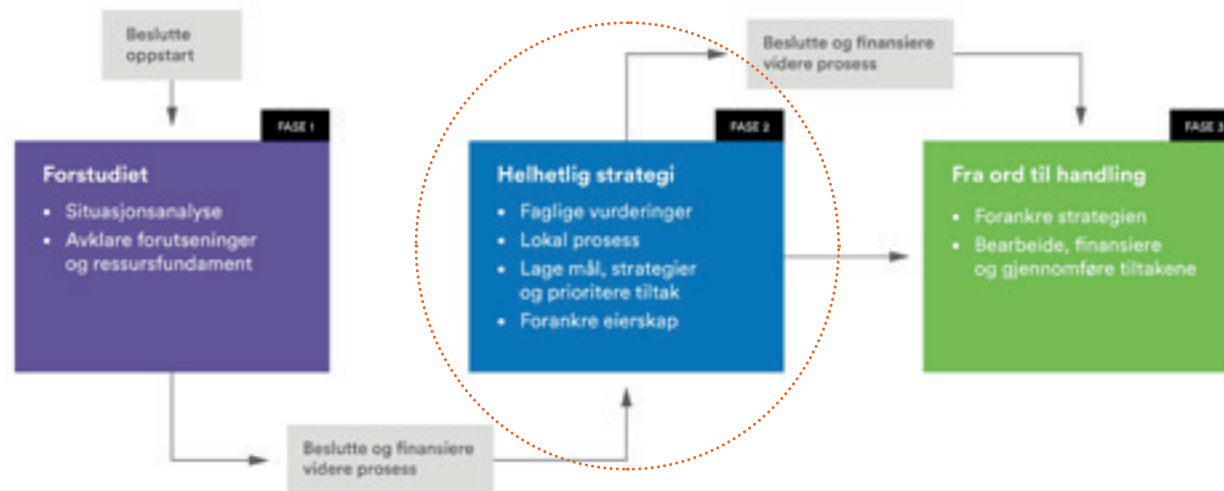 Beslutte
oppstart
FASE 1
Forstudiet
• Situasjonsanalyse
• Avklare forutseninger
og ressursfundament
Beslutte og finansiere
videre prosess
FASE 2
Helhetlig strategi
• Faglige vurderinger
• Lokal prosess
• Lage mål, strategier
og prioritere tiltak
• Forankre eierskap
Beslutte og finansiere
videre prosess
FASE 3
Fra ord til handling
• Forankre strategien
• Bearbeide, finansiere
og gjennomføre tiltakene